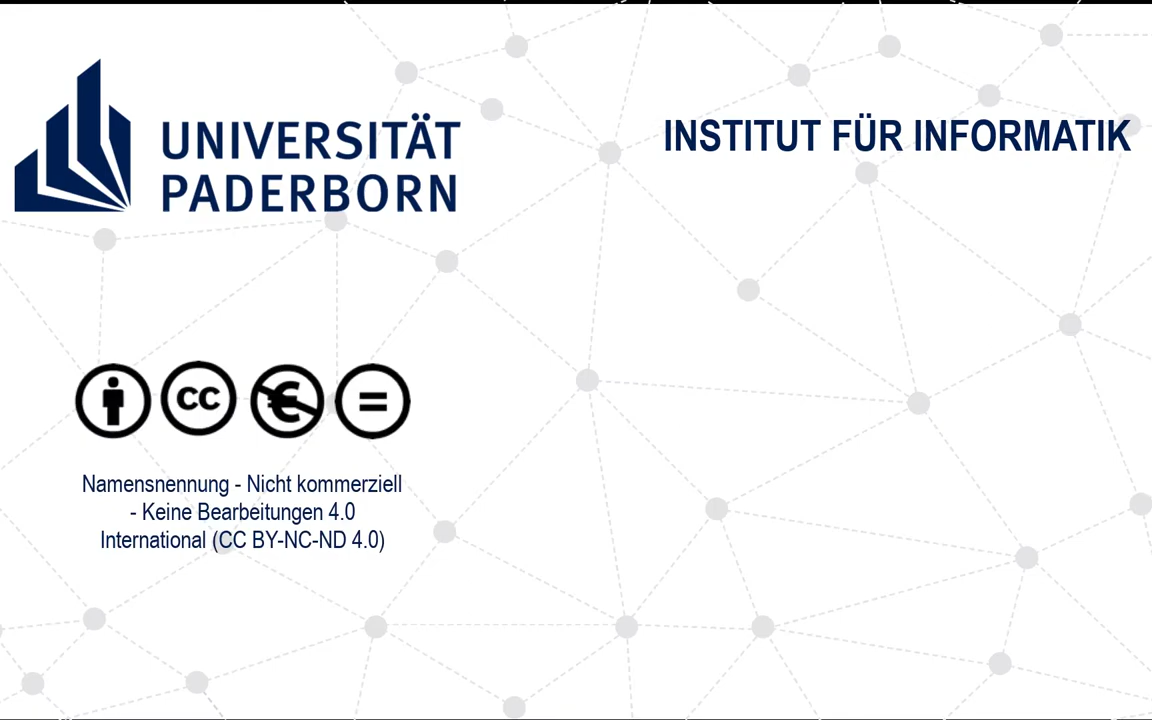 UNIVERSITÄT
PADERBORN
INSTITUT FÜR INFORMATIK
cc
Namensnennung - Nicht kommerziell
- Keine Bearbeitungen 4.0
International (CC BY-NC-ND 4.0)